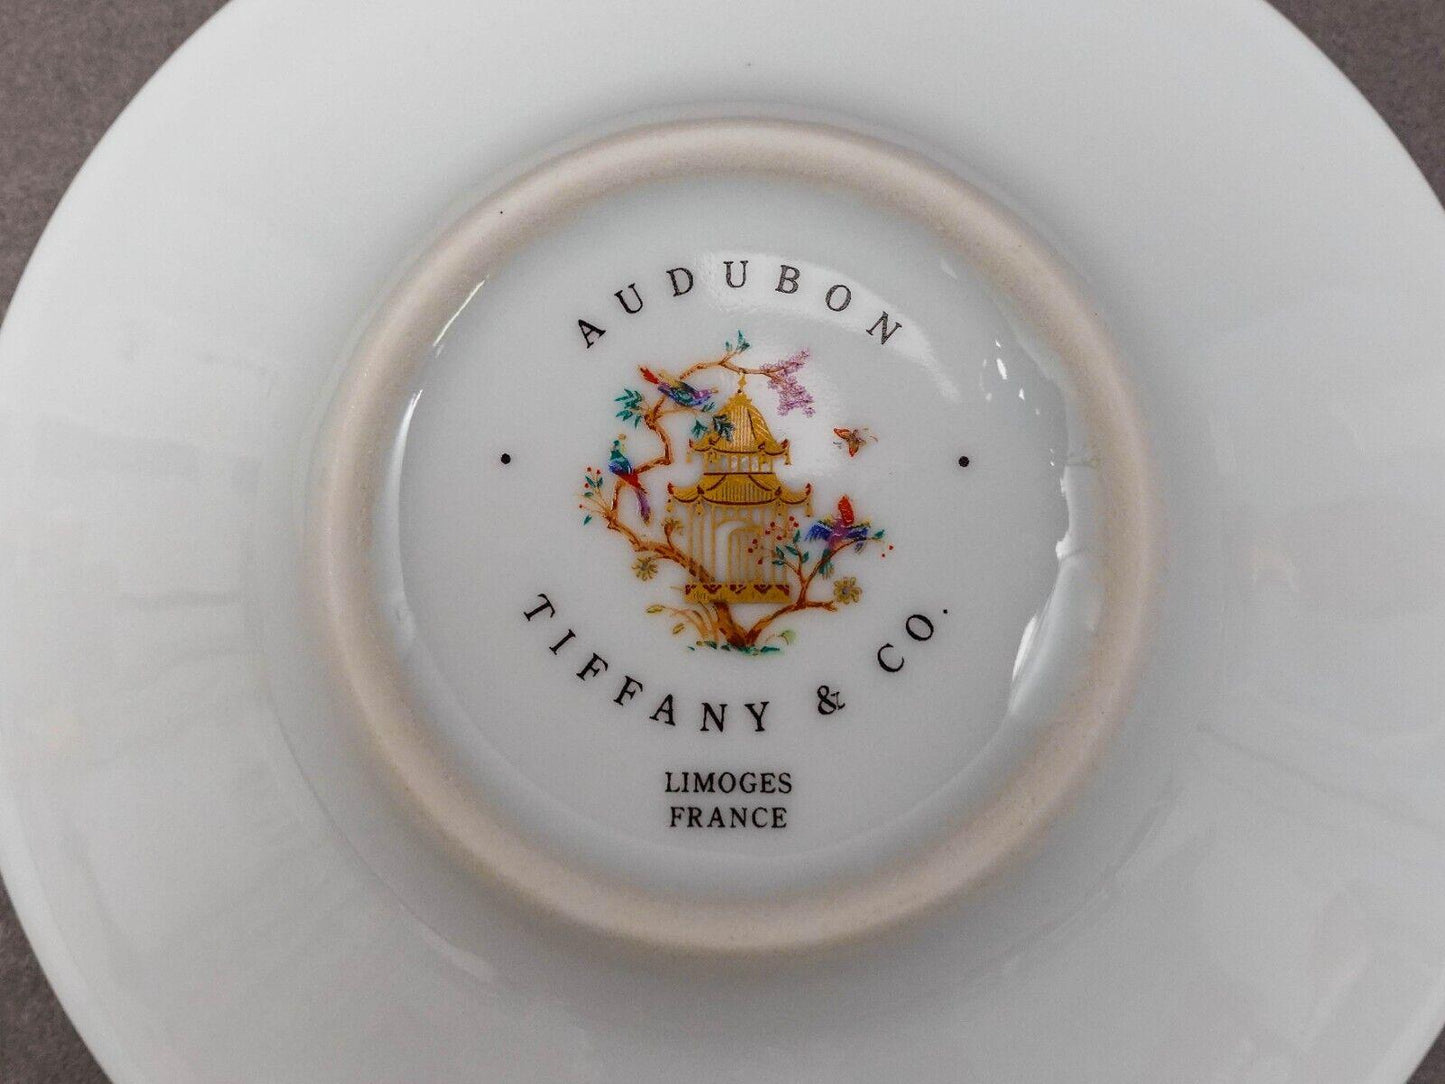 AUDUBON
TIFFANY & CO.
LIMOGES
FRANCE